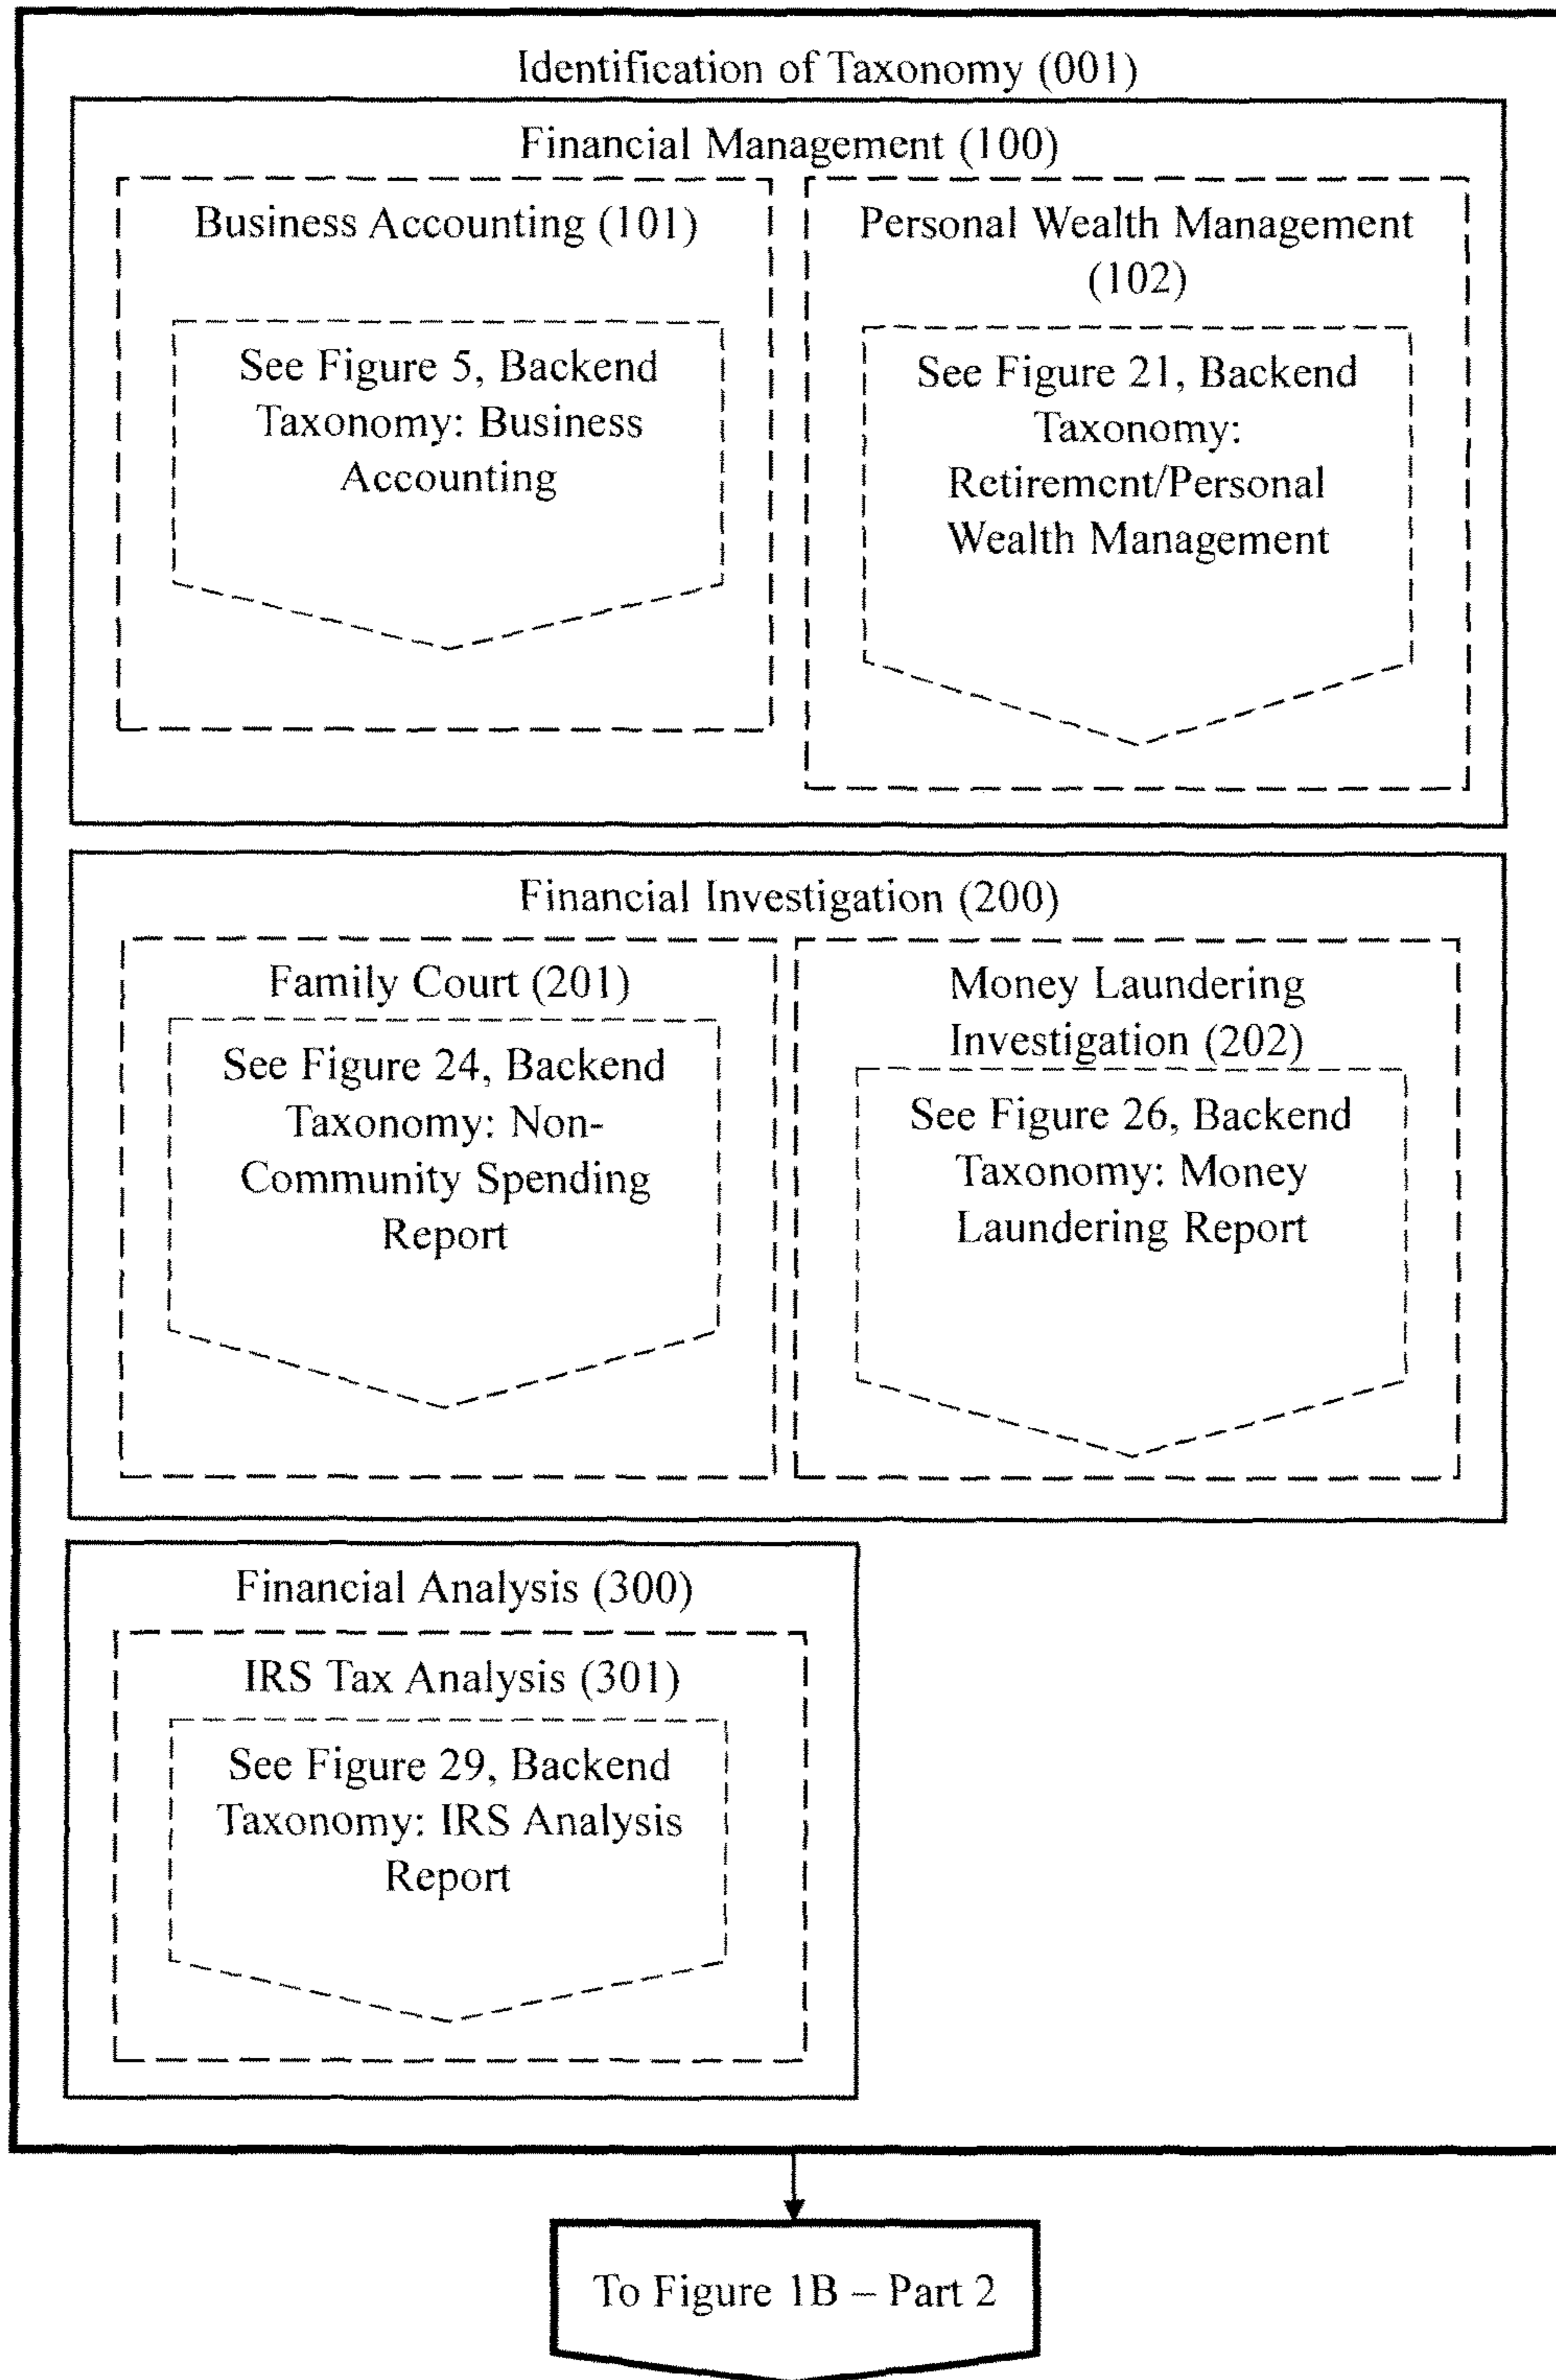 Identification of Taxonomy (001)
Financial Management (100)
Business Accounting (101)
See Figure 5, Backend
Taxonomy: Business
Accounting
Personal Wealth Management
(102)
See Figure 21, Backend
Taxonomy:
Retirement/Personal
Wealth Management
Financial Investigation (200)
Family Court (201)
See Figure 24, Backend
Taxonomy: Non-
Community Spending
Report
Money Laundering
Investigation (202)
See Figure 26, Backend
Taxonomy: Money
Laundering Report
Financial Analysis (300)
IRS Tax Analysis (301)
See Figure 29, Backend
Taxonomy: IRS Analysis
Report
To Figure 1B – Part 2